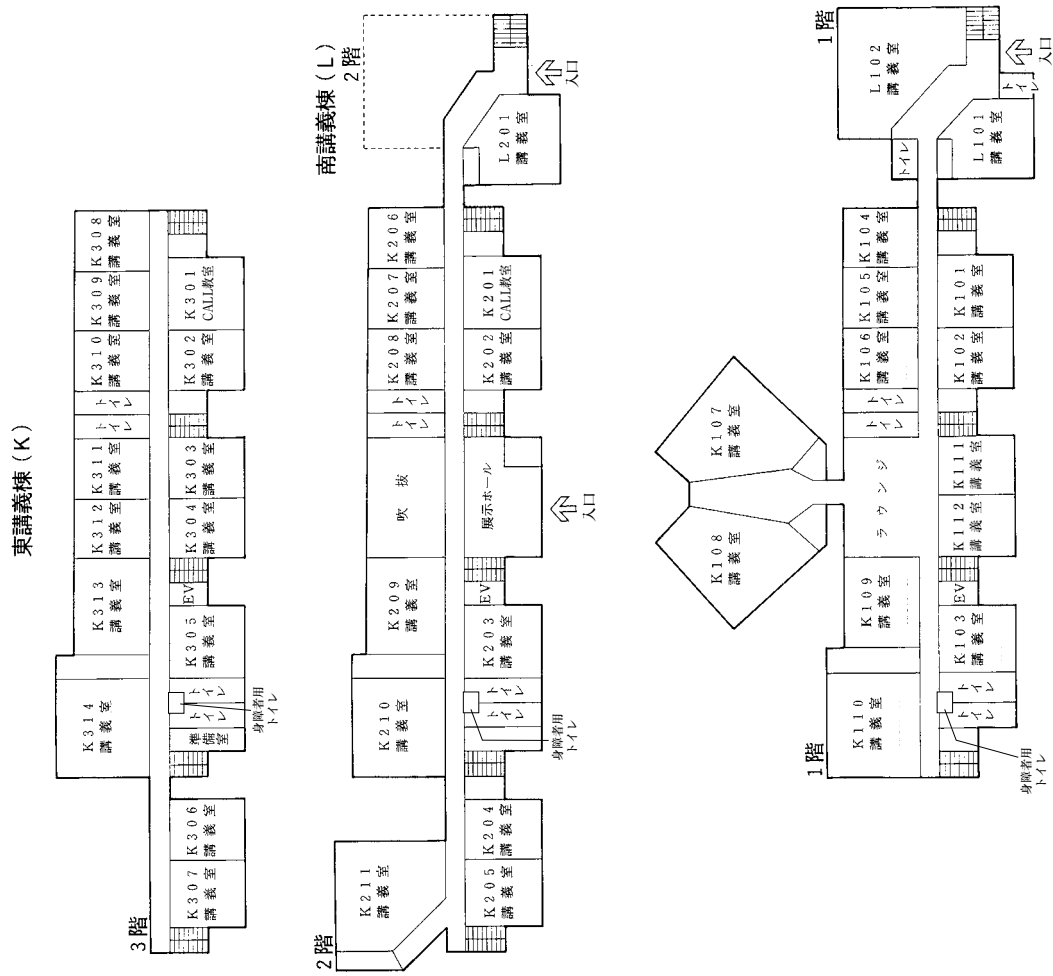 東講義棟(K)
3階
K308
講義室
K309
講義室
K310
講義室
トイレ
トイレ
K311
講義室
K312
講義室
K313
講義室
K314
講義室
K301
CALL教室
K302
講義室
K303
講義室
K304
講義室
EV
K305
講義室
トイレ
トイレ
準備室
身障者用
トイレ
K306
講義室
K307
講義室
南講義棟(L)
2階
L201
講義室
入口
2階
K206
講義室
K207
講義室
K208
講義室
トイレ
トイレ
吹抜
K209
講義室
K210
講義室
K211
講義室
K201
CALL教室
K202
講義室
展示ホール
入口
EV
K203
講義室
トイレ
トイレ
身障者用
トイレ
K204
講義室
K205
講義室
1階
L102
講義室
トイレ
L101
講義室
トイレ
入口
1階
K104
講義室
K105
講義室
K106
講義室
トイレ
トイレ
K107
講義室
K108
講義室
ラウンジ
K109
講義室
K110
講義室
K101
講義室
K102
講義室
K111
講義室
K112
講義室
EV
K103
講義室
トイレ
トイレ
身障者用
トイレ